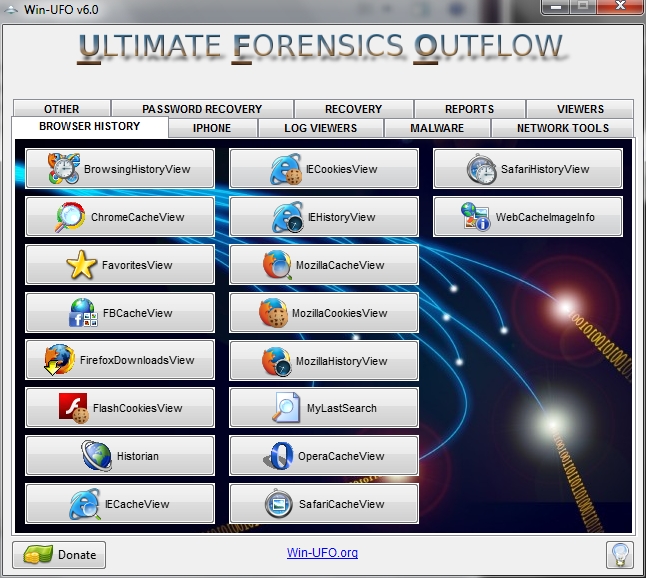 Win-UFO v6.0
ULTIMATE FORENSICS OUTFLOW
OTHER PASSWORD RECOVERY RECOVERY REPORTS VIEWERS
BROWSER HISTORY IPHONE LOG VIEWERS MALWARE NETWORK TOOLS
BrowsingHistoryView IECookiesView SafariHistoryView
ChromeCacheView IEHistoryView WebCacheImageInfo
FavoritesView MozillaCacheView
FBCacheView MozillaCookiesView
FirefoxDownloadsView MozillaHistoryView
FlashCookiesView MyLastSearch
Historian OperaCacheView
IECacheView SafariCacheView
Donate Win-UFO.org